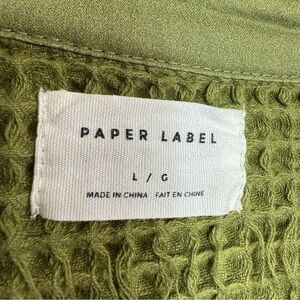 PAPER LABEL
L / G
MADE IN CHINA FAIT EN CHINE